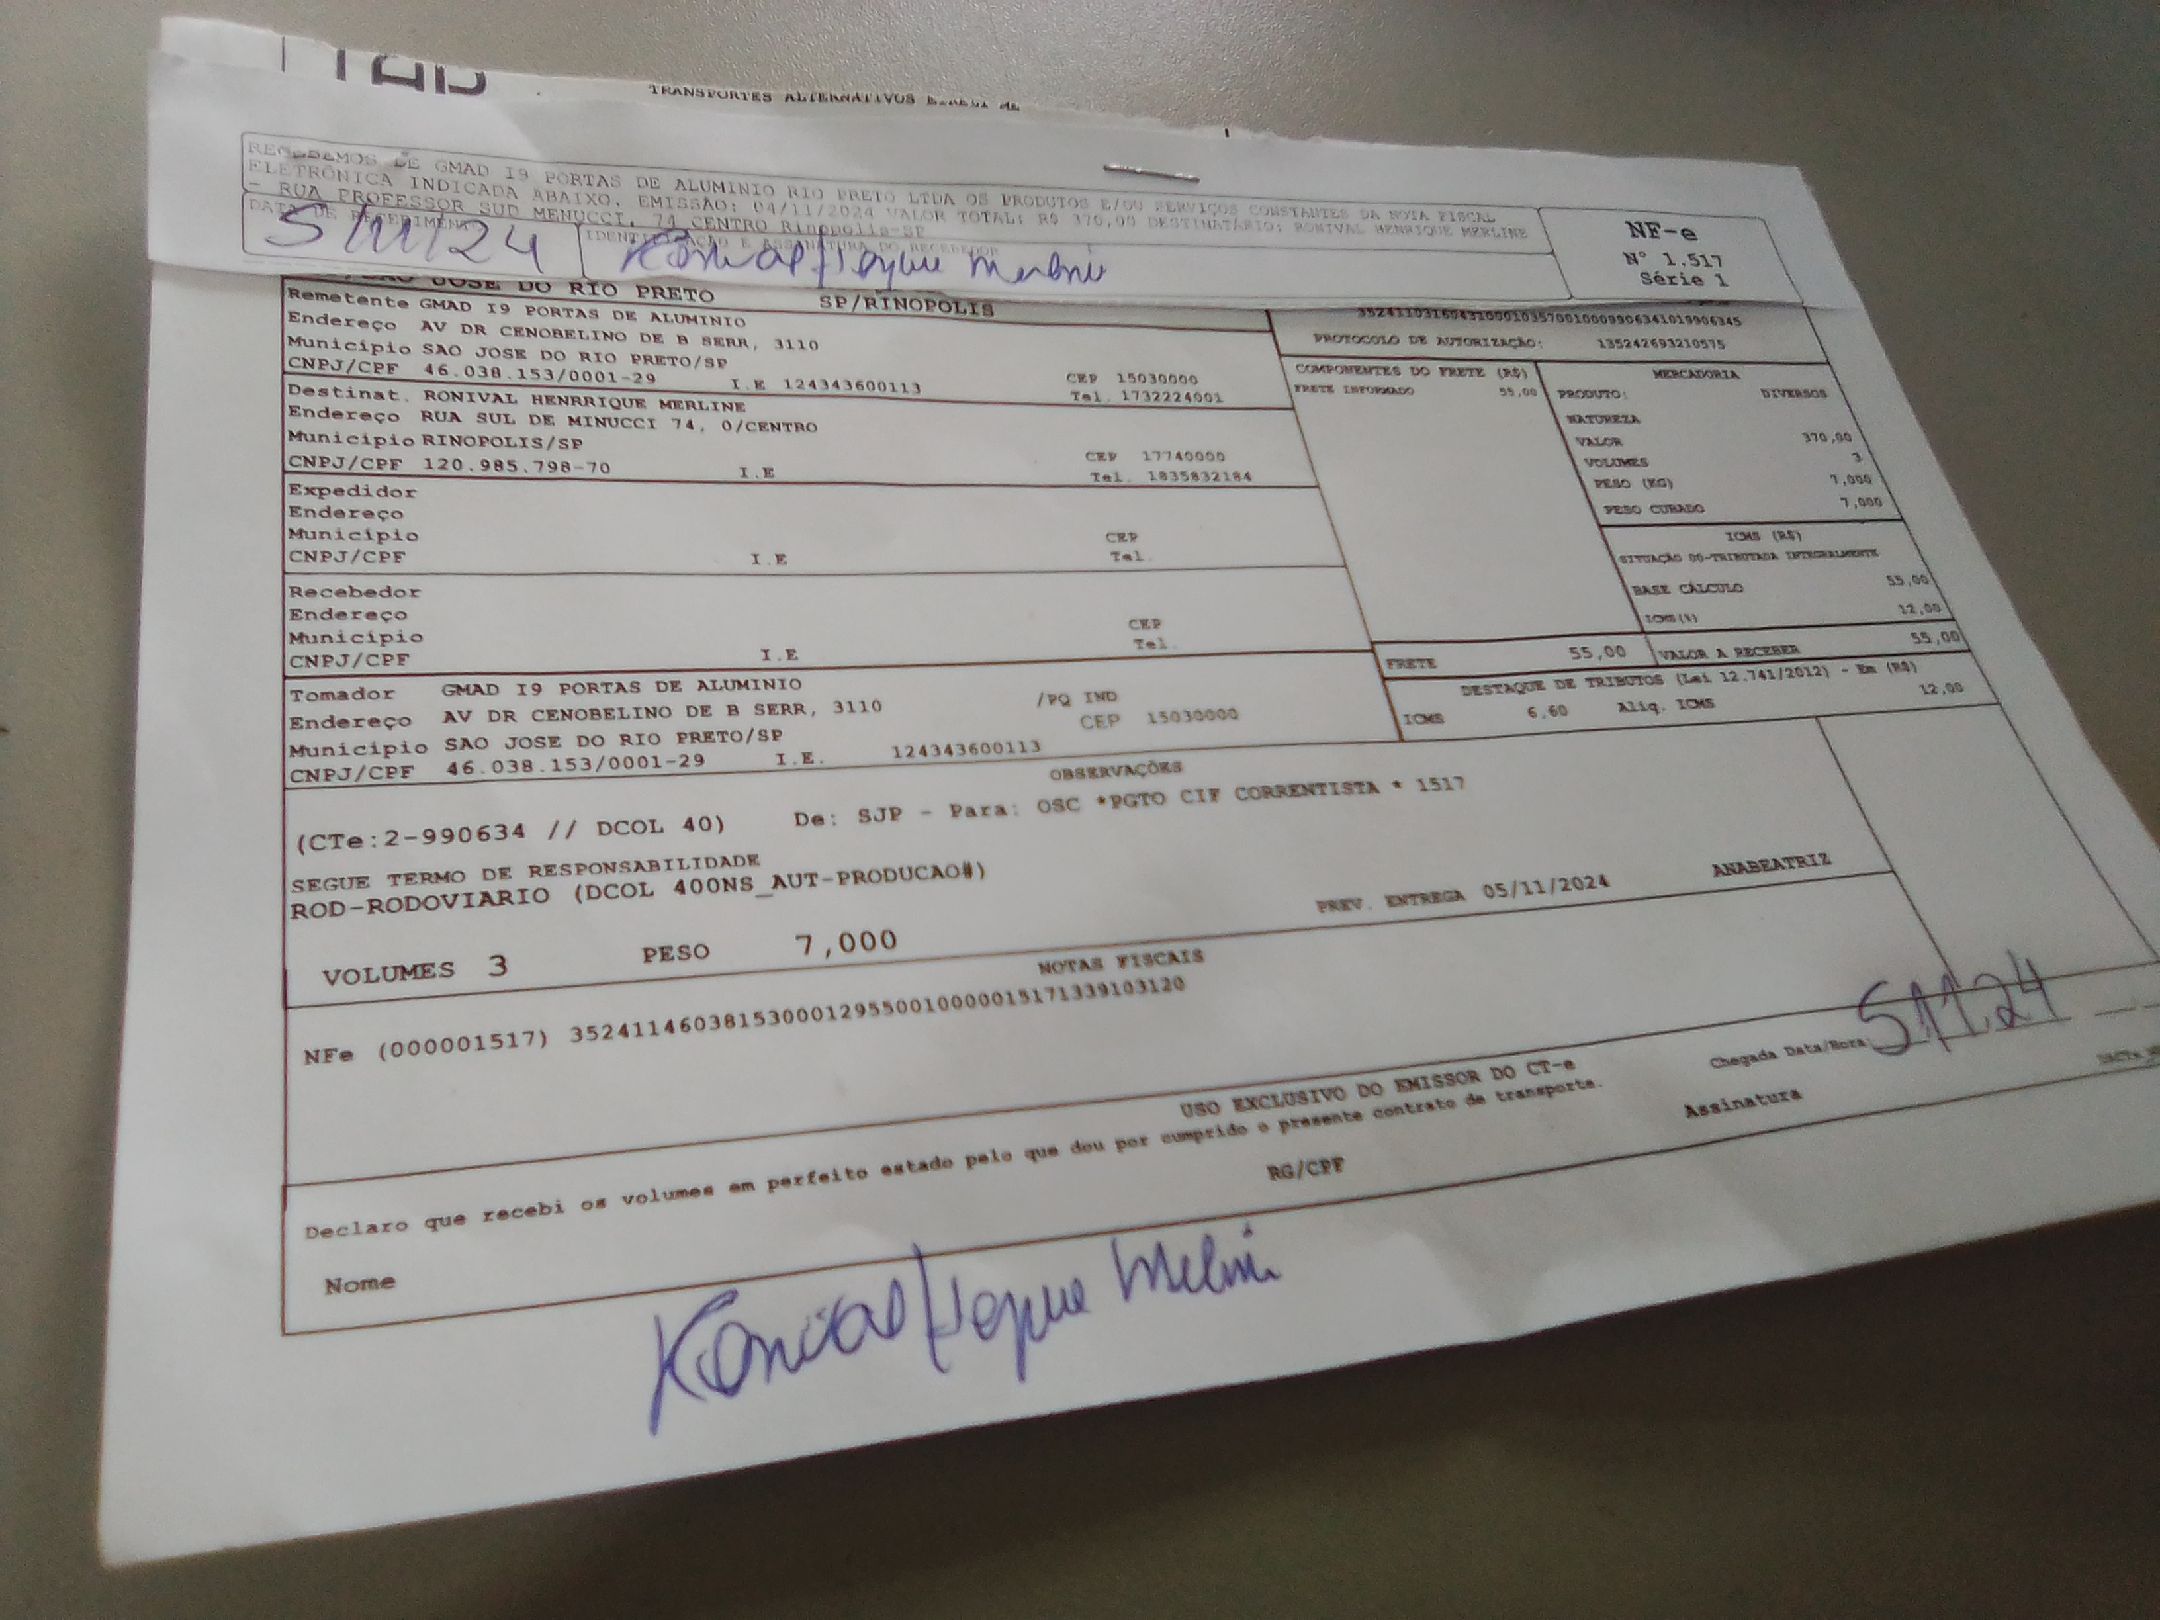 TRANSPORTES ALTERNATIVOS
RECEBEMOS DE GMAD I9 PORTAS DE ALUMINIO RIO PRETO LTDA OS PRODUTOS E/OU SERVIÇOS CONSTANTES DA NOTA FISCAL
ELETRÔNICA INDICADA ABAIXO. EMISSÃO: 04/11/2024 VALOR TOTAL: R$ 370,00 DESTINATÁRIO: RONIVAL HENRIQUE MERLINE
- RUA PROFESSOR SUD MENUCCI, 74 CENTRO Rinopolis-SP
DATA DE RECEBIMENTO
IDENTIFICAÇÃO E ASSINATURA DO RECEBEDOR
5/11/24
NF-e
Nº 1.517
Série 1
JOSE DO RIO PRETO SP/RINOPOLIS
Remetente GMAD I9 PORTAS DE ALUMINIO
Endereço AV DR CENOBELINO DE B SERR, 3110
Município SAO JOSE DO RIO PRETO/SP CEP 15030000
CNPJ/CPF 46.038.153/0001-29 I.E 124343600113 Tel. 1732224001
Destinat. RONIVAL HENRRIQUE MERLINE
Endereço RUA SUL DE MINUCCI 74, 0/CENTRO
Município RINOPOLIS/SP CEP 17740000
CNPJ/CPF 120.985.798-70 I.E Tel. 1835832184
Expedidor
Endereço
Município CEP
CNPJ/CPF I.E Tel.
Recebedor
Endereço
Município CEP
CNPJ/CPF I.E Tel.
Tomador GMAD I9 PORTAS DE ALUMINIO
Endereço AV DR CENOBELINO DE B SERR, 3110 /PQ IND
Município SAO JOSE DO RIO PRETO/SP CEP 15030000
CNPJ/CPF 46.038.153/0001-29 I.E. 124343600113
PROTOCOLO DE AUTORIZAÇÃO: 135242693210575
COMPONENTES DO FRETE (R$)
FRETE INFORMADO 55,00
MERCADORIA
PRODUTO: DIVERSOS
NATUREZA
VALOR 370,00
VOLUMES 3
PESO (KG) 7,000
PESO CUBADO 7,000
ICMS (R$)
SITUAÇÃO 00-TRIBUTADA INTEGRALMENTE
BASE CÁLCULO 55,00
ICMS(%) 12,00
FRETE 55,00 VALOR A RECEBER 55,00
DESTAQUE DE TRIBUTOS (Lei 12.741/2012) - Em (R$)
ICMS 6.60 Aliq. ICMS 12,00
OBSERVAÇÕES
(CTe:2-990634 // DCOL 40) De: SJP - Para: OSC *PGTO CIF CORRENTISTA * 1517
SEGUE TERMO DE RESPONSABILIDADE
ROD-RODOVIARIO (DCOL 400NS_AUT-PRODUCAO#)
PREV. ENTREGA 05/11/2024 ANABEATRIZ
VOLUMES 3 PESO 7,000
NOTAS FISCAIS
NFe (000001517) 35241146038153000129550010000015171339103120
USO EXCLUSIVO DO EMISSOR DO CT-e
Declaro que recebi os volumes em perfeito estado pelo que dou por cumprido o presente contrato de transporte.
Chegada Data/Hora 5/11/24
Nome RG/CPF Assinatura